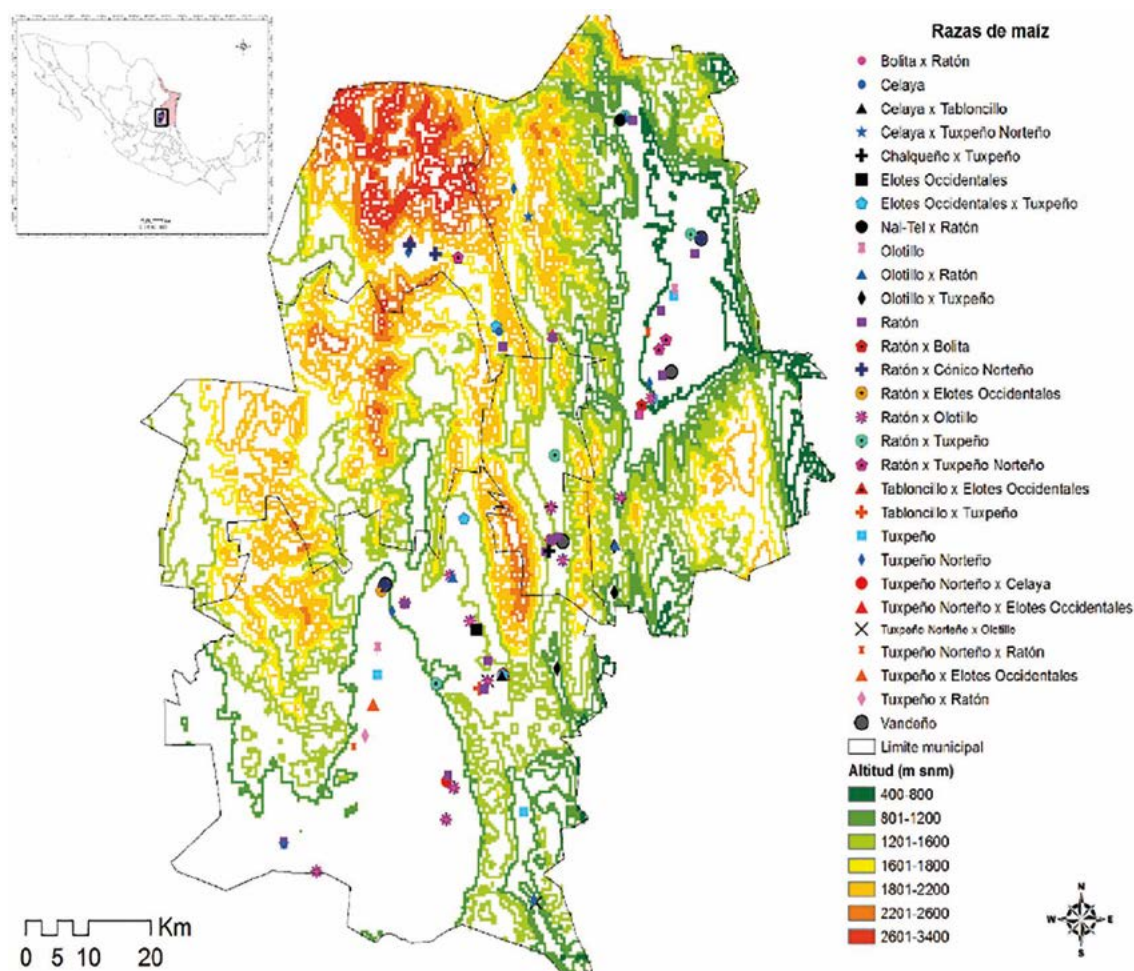 Razas de maíz
Bolita x Ratón
Celaya
Celaya x Tabloncillo
Celaya x Tuxpeño Norteño
Chalqueño x Tuxpeño
Elotes Occidentales
Elotes Occidentales x Tuxpeño
Nal-Tel x Ratón
Olotillo
Olotillo x Ratón
Olotillo x Tuxpeño
Ratón
Ratón x Bolita
Ratón x Cónico Norteño
Ratón x Elotes Occidentales
Ratón x Olotillo
Ratón x Tuxpeño
Ratón x Tuxpeño Norteño
Tabloncillo x Elotes Occidentales
Tabloncillo x Tuxpeño
Tuxpeño
Tuxpeño Norteño
Tuxpeño Norteño x Celaya
Tuxpeño Norteño x Elotes Occidentales
Tuxpeño Norteño x Olotillo
Tuxpeño Norteño x Ratón
Tuxpeño x Elotes Occidentales
Tuxpeño x Ratón
Vandeño
Limite municipal
Altitud (m snm)
400-800
801-1200
1201-1600
1601-1800
1801-2200
2201-2600
2601-3400
N
W E
S
Km
0 5 10 20